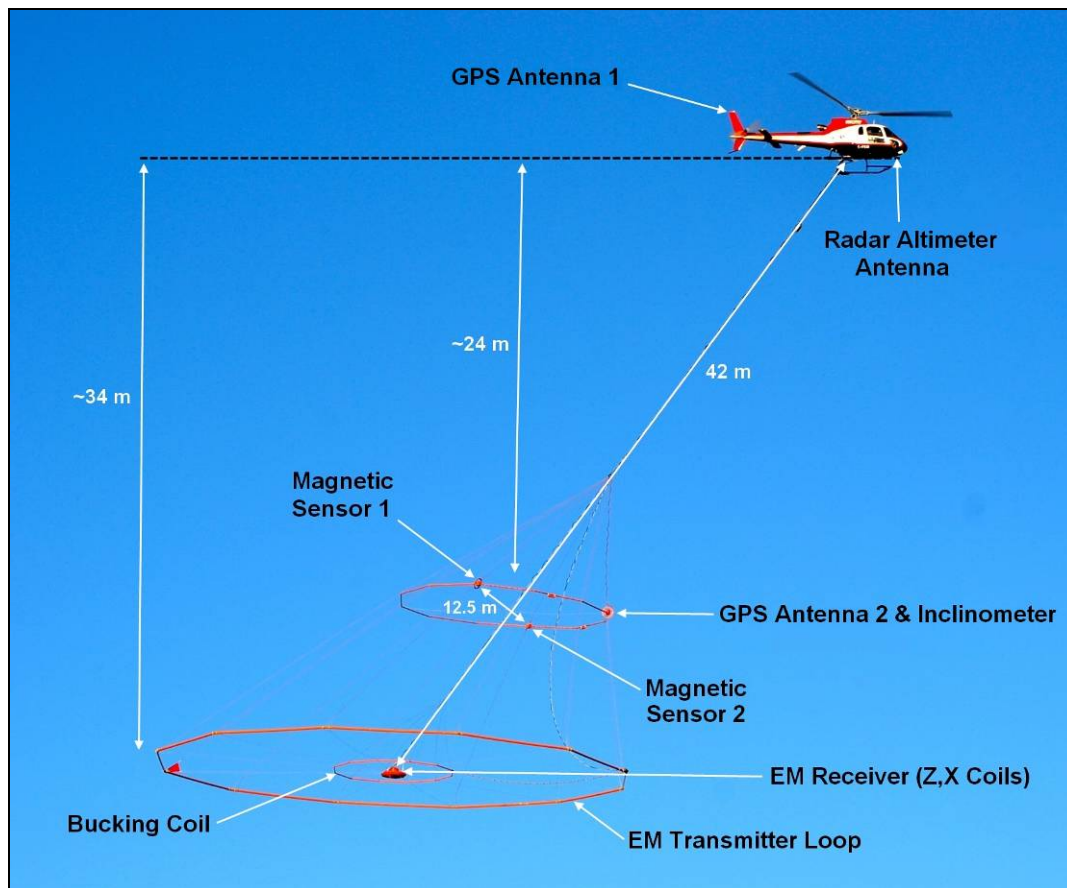 GPS Antenna 1
Radar Altimeter
Antenna
~24 m
42 m
~34 m
Magnetic
Sensor 1
12.5 m
GPS Antenna 2 & Inclinometer
Magnetic
Sensor 2
EM Receiver (Z,X Coils)
Bucking Coil
EM Transmitter Loop